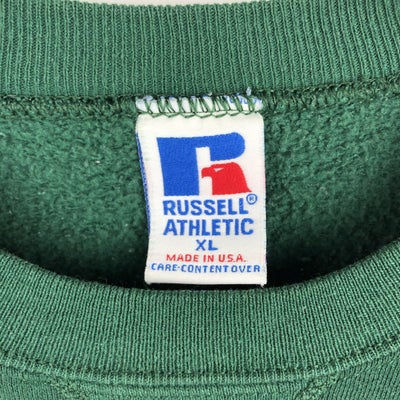 RUSSELL®
ATHLETIC
XL
MADE IN U.S.A.
CARE-CONTENT OVER